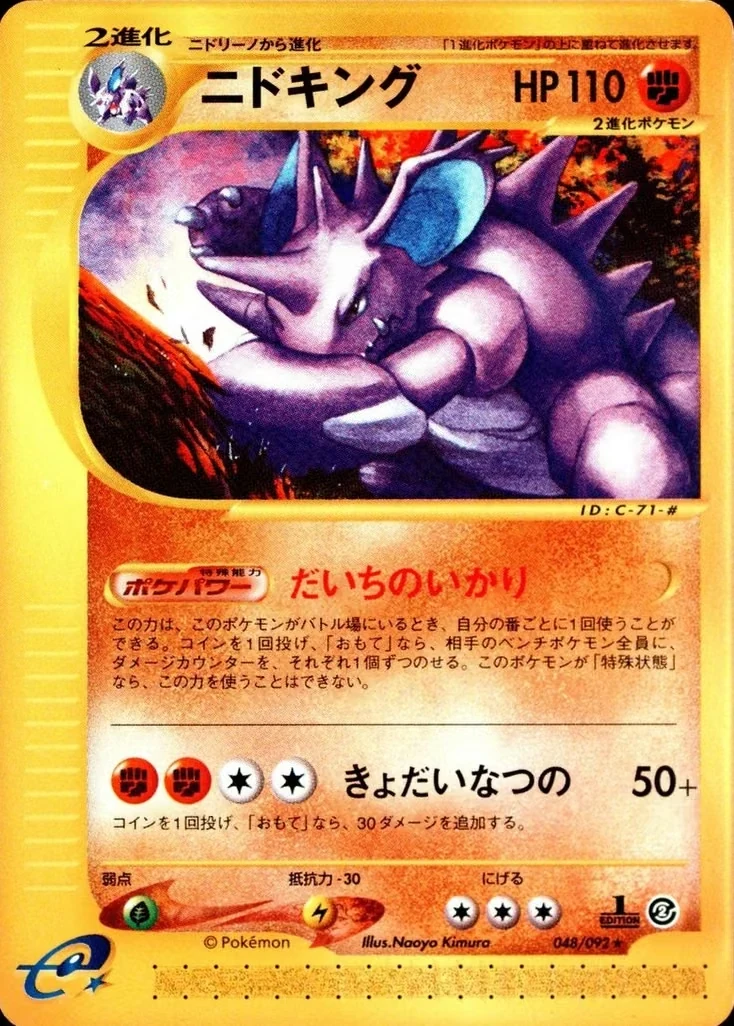 2進化 ニドリーノから進化 「1進化ポケモン」の上に重ねて進化させます。
ニドキング HP 110
2進化ポケモン
ID : C-71-#
ポケパワー 特殊能力 だいちのいかり
この力は、このポケモンがバトル場にいるとき、自分の番ごとに1回使うことが
できる。コインを1回投げ、「おもて」なら、相手のベンチポケモン全員に、
ダメージカウンターを、それぞれ1個ずつのせる。このポケモンが「特殊状態」
なら、この力を使うことはできない。
きょだいなつの 50+
コインを1回投げ、「おもて」なら、30ダメージを追加する。
弱点 抵抗力 - 30 にげる
1 EDITION 2
© Pokémon Illus.Naoyo Kimura 048/092★
e